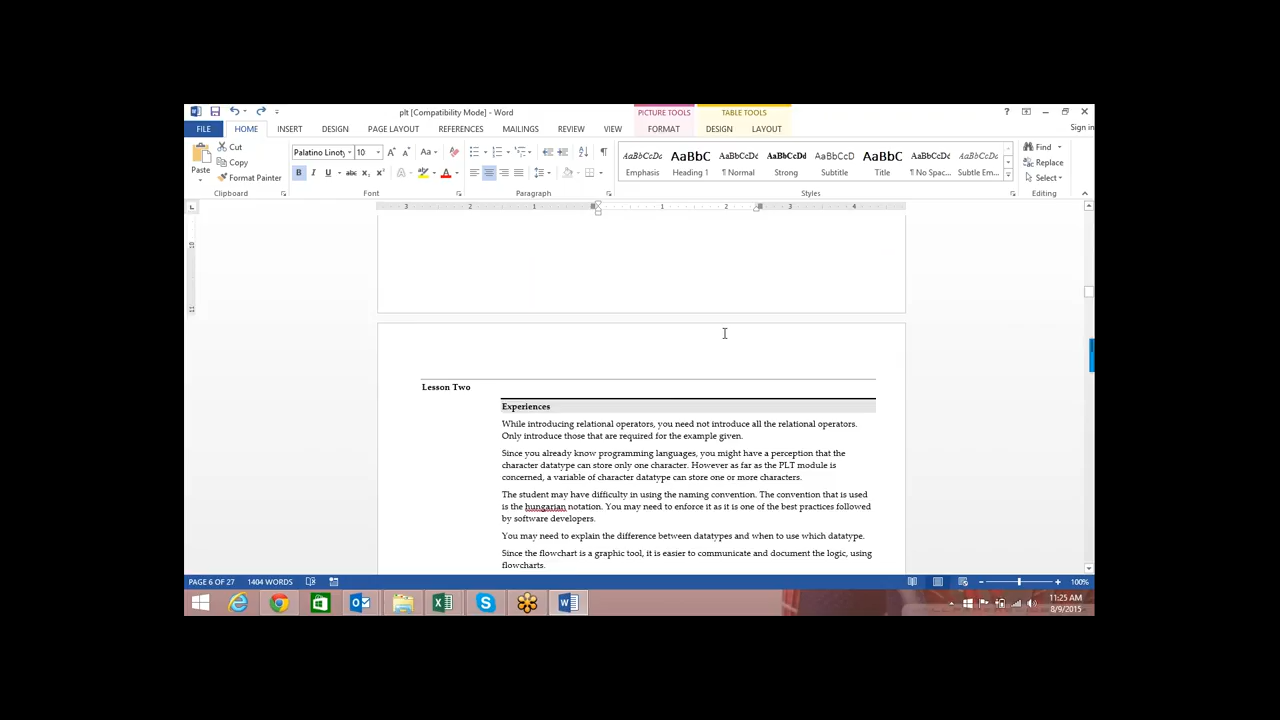 plt [Compatibility Mode] - Word
PICTURE TOOLS
TABLE TOOLS
FILE HOME INSERT DESIGN PAGE LAYOUT REFERENCES MAILINGS REVIEW VIEW FORMAT DESIGN LAYOUT
Sign in
Paste
Cut
Copy
Format Painter
Clipboard
Palatino Linoty 10
Font
Paragraph
AaBbCcDc AaBbC AaBbCcDc AaBbCcDd AaBbCcD AaBbC AaBbCcDc AaBbCcDc
Emphasis Heading 1 ¶ Normal Strong Subtitle Title ¶ No Spac... Subtle Em...
Styles
Find
Replace
Select
Editing
3 2 1 1 2 3 4
Lesson Two
Experiences
While introducing relational operators, you need not introduce all the relational operators.
Only introduce those that are required for the example given.
Since you already know programming languages, you might have a perception that the
character datatype can store only one character. However as far as the PLT module is
concerned, a variable of character datatype can store one or more characters.
The student may have difficulty in using the naming convention. The convention that is used
is the hungarian notation. You may need to enforce it as it is one of the best practices followed
by software developers.
You may need to explain the difference between datatypes and when to use which datatype.
Since the flowchart is a graphic tool, it is easier to communicate and document the logic, using
flowcharts.
PAGE 6 OF 27 1404 WORDS 100%
11:25 AM
8/9/2015